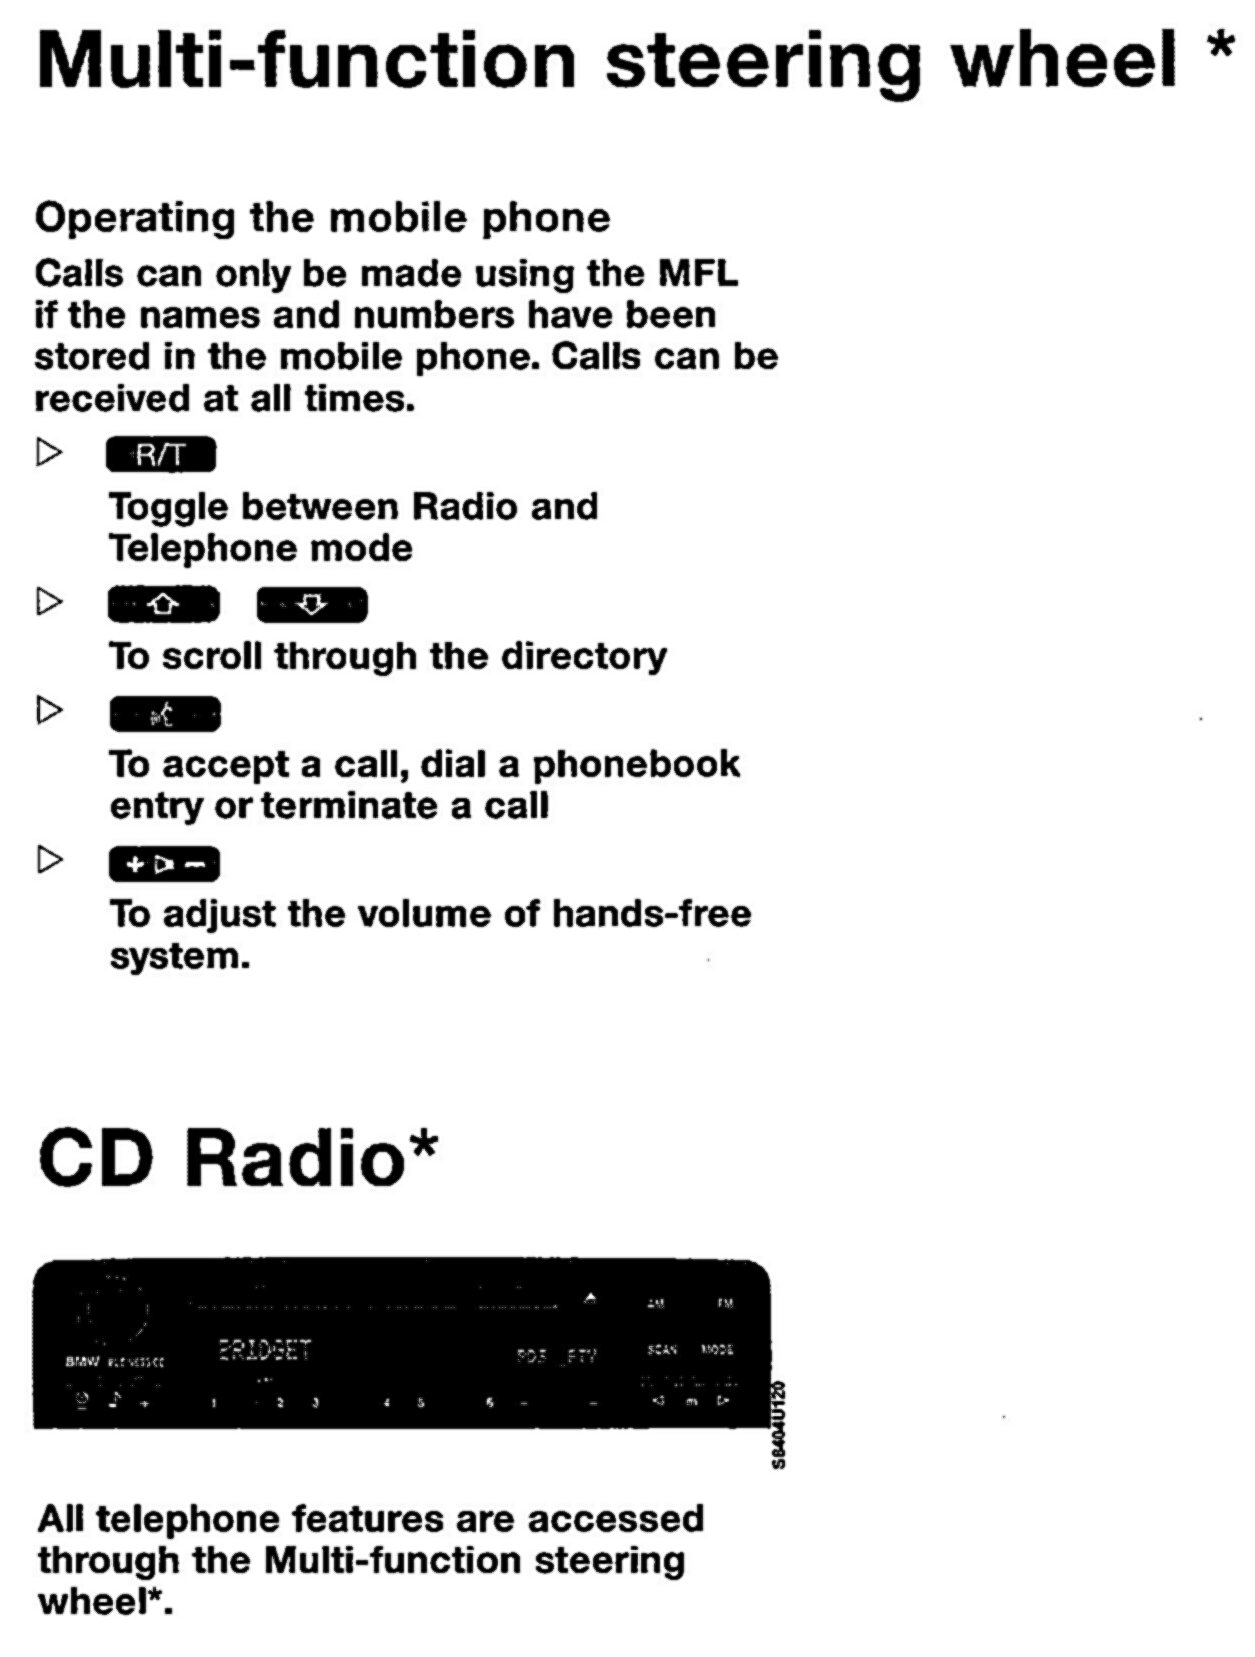 Multi-function steering wheel *
Operating the mobile phone
Calls can only be made using the MFL
if the names and numbers have been
stored in the mobile phone. Calls can be
received at all times.
R/T
Toggle between Radio and
Telephone mode
To scroll through the directory
To accept a call, dial a phonebook
entry or terminate a call
+ -
To adjust the volume of hands-free
system.
CD Radio*
AM FM
BRIDGET
SCAN MODE
BMW
1 2 3 4 5 6 - - m
S6404U120
All telephone features are accessed
through the Multi-function steering
wheel*.